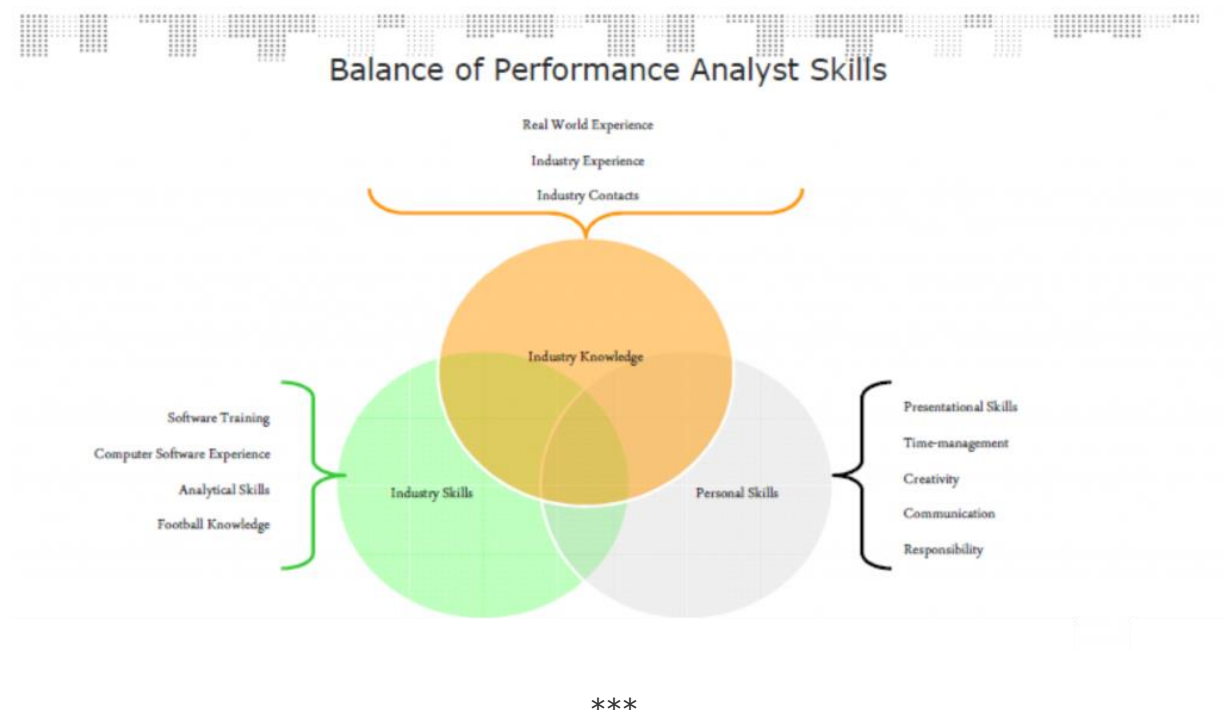 Balance of Performance Analyst Skills
Real World Experience
Industry Experience
Industry Contacts
Industry Knowledge
Software Training
Computer Software Experience
Analytical Skills
Football Knowledge
Industry Skills
Personal Skills
Presentational Skills
Time-management
Creativity
Communication
Responsibility
***